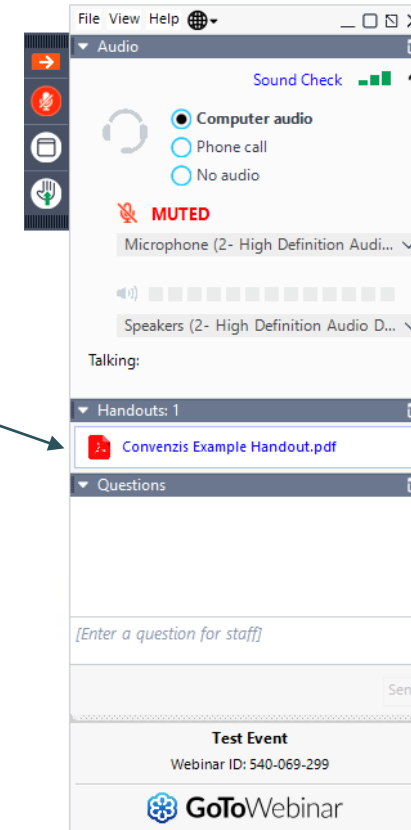 File View Help
Audio
Sound Check
Computer audio
Phone call
No audio
MUTED
Microphone (2- High Definition Audi...
Speakers (2- High Definition Audio D...
Talking:
Handouts: 1
Convenzis Example Handout.pdf
Questions
[Enter a question for staff]
Sen
Test Event
Webinar ID: 540-069-299
GoToWebinar